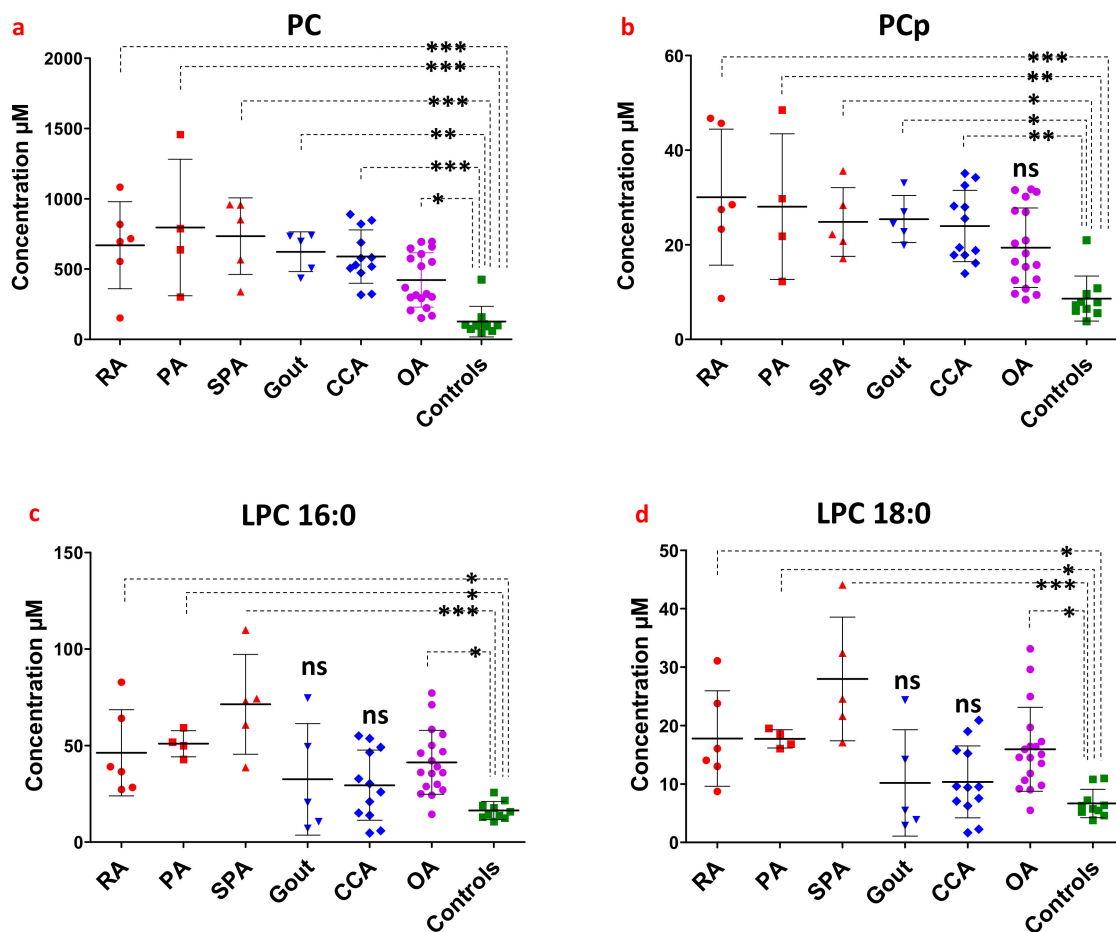 a
PC
Concentration µM
2000
1500
1000
500
0
***
***
***
**
***
*
RA
PA
SPA
Gout
CCA
OA
Controls
b
PCp
Concentration µM
60
40
20
0
***
**
*
*
**
ns
RA
PA
SPA
Gout
CCA
OA
Controls
c
LPC 16:0
Concentration µM
150
100
50
0
*
*
***
*
ns
ns
RA
PA
SPA
Gout
CCA
OA
Controls
d
LPC 18:0
Concentration µM
50
40
30
20
10
0
*
*
***
*
ns
ns
RA
PA
SPA
Gout
CCA
OA
Controls